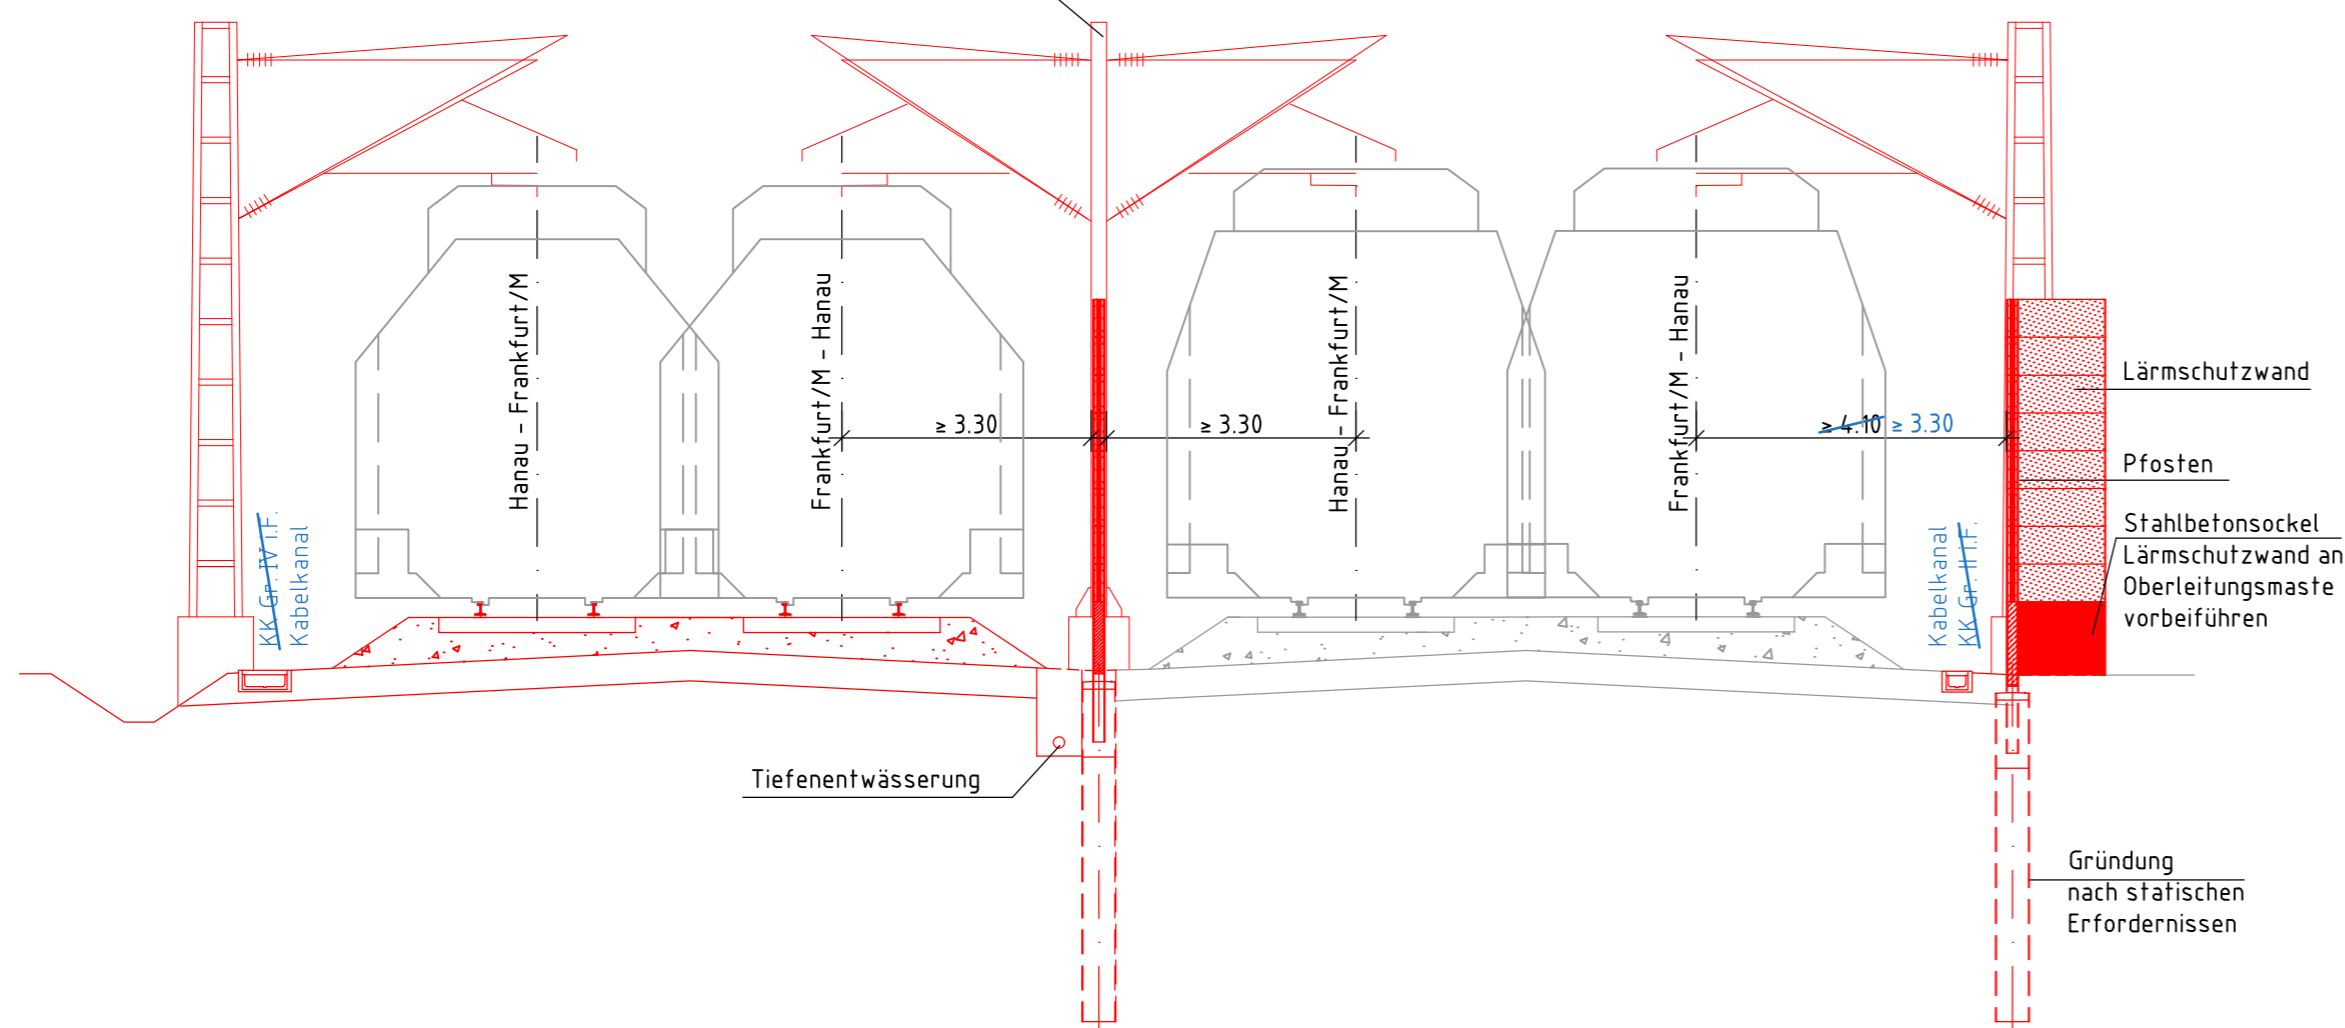 Hanau - Frankfurt/M
Frankfurt/M - Hanau
Hanau - Frankfurt/M
Frankfurt/M - Hanau
≥ 3.30
≥ 3.30
≥ 4.10 ≥ 3.30
KK Gr. IV i.F.
Kabelkanal
Kabelkanal
KK Gr. II i.F.
Lärmschutzwand
Pfosten
Stahlbetonsockel
Lärmschutzwand an
Oberleitungsmaste
vorbeiführen
Tiefenentwässerung
Gründung
nach statischen
Erfordernissen